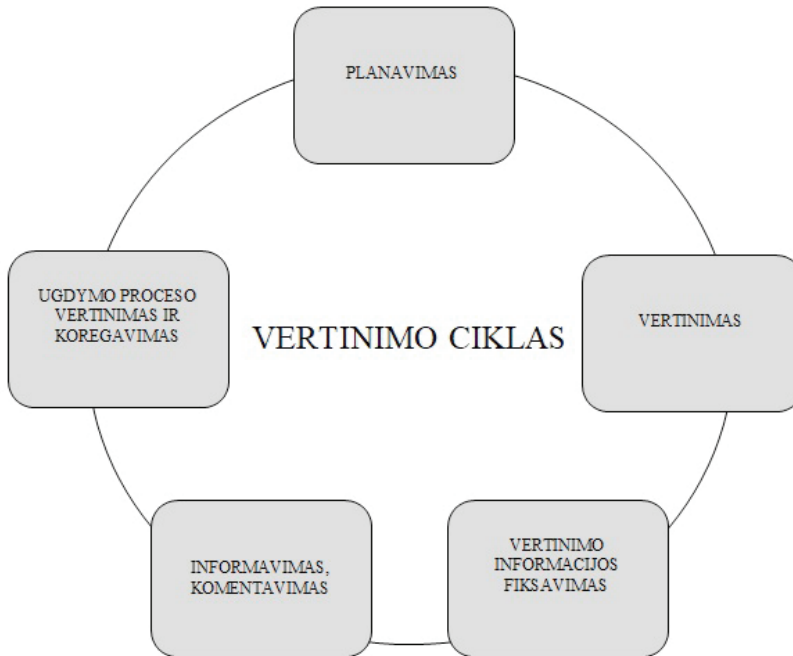 PLANAVIMAS
UGDYMO PROCESO
VERTINIMAS IR
KOREGAVIMAS
VERTINIMO CIKLAS
VERTINIMAS
INFORMAVIMAS,
KOMENTAVIMAS
VERTINIMO
INFORMACIJOS
FIKSAVIMAS